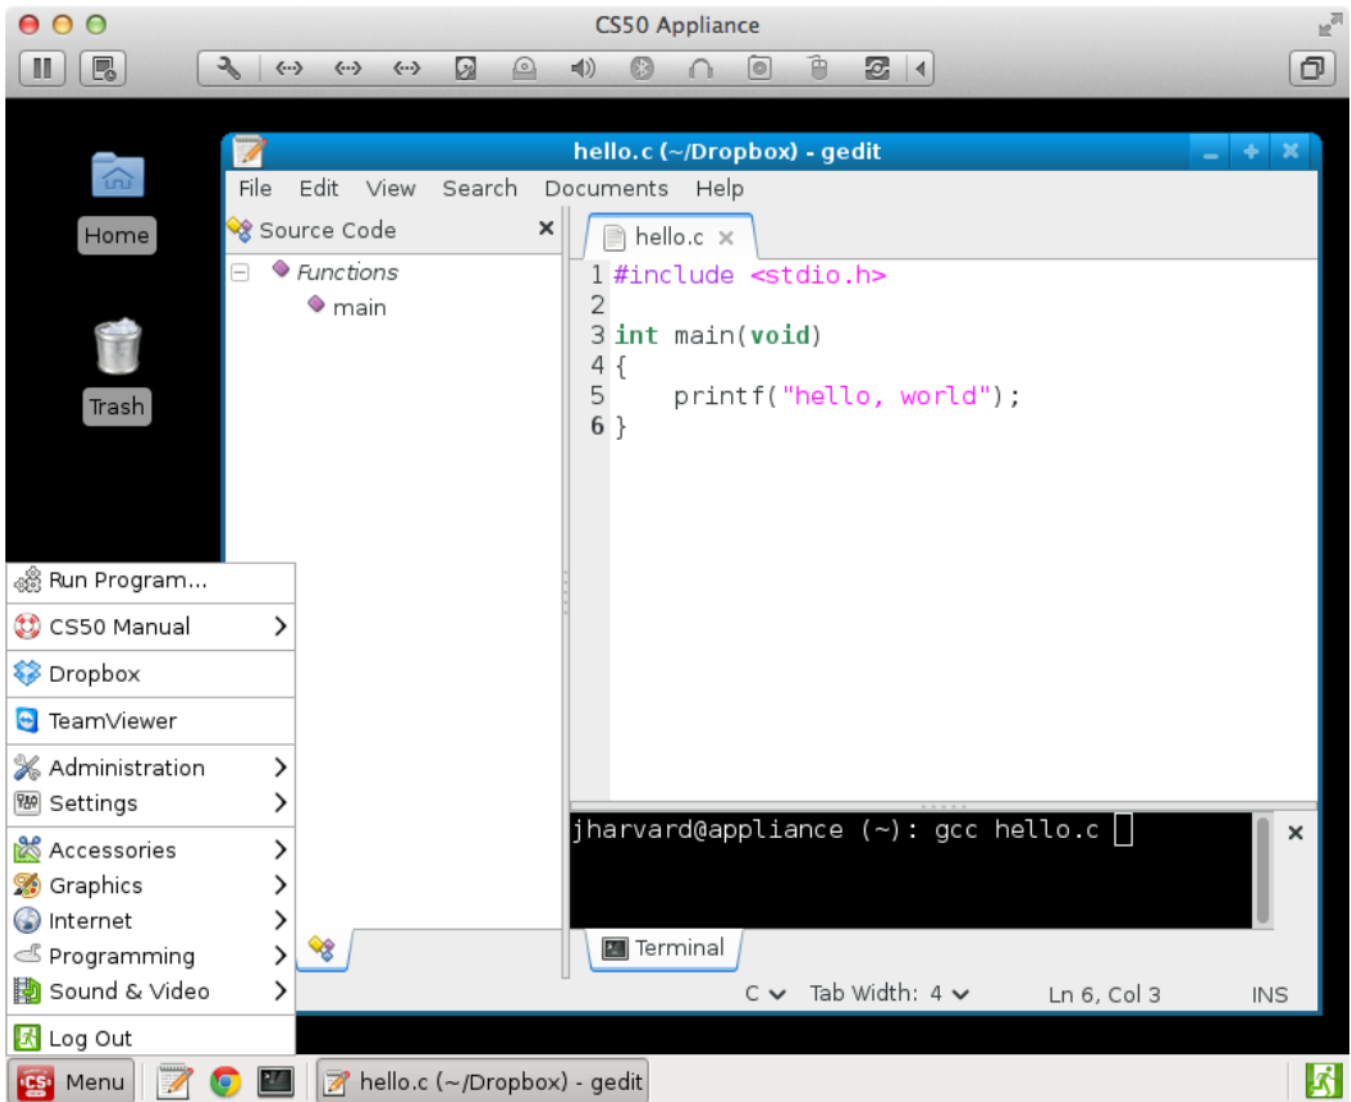 CS50 Appliance
hello.c (~/Dropbox) - gedit
File Edit View Search Documents Help
Home
Trash
Source Code
Functions
main
hello.c
1 #include <stdio.h>
2
3 int main(void)
4 {
5     printf("hello, world");
6 }
Run Program...
CS50 Manual
Dropbox
TeamViewer
Administration
Settings
Accessories
Graphics
Internet
Programming
Sound & Video
Log Out
jharvard@appliance (~): gcc hello.c
Terminal
C Tab Width: 4 Ln 6, Col 3 INS
CS Menu hello.c (~/Dropbox) - gedit